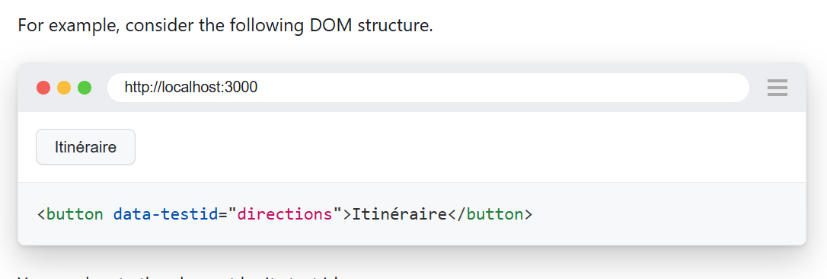 For example, consider the following DOM structure.
http://localhost:3000
Itinéraire
<button data-testid="directions">Itinéraire</button>